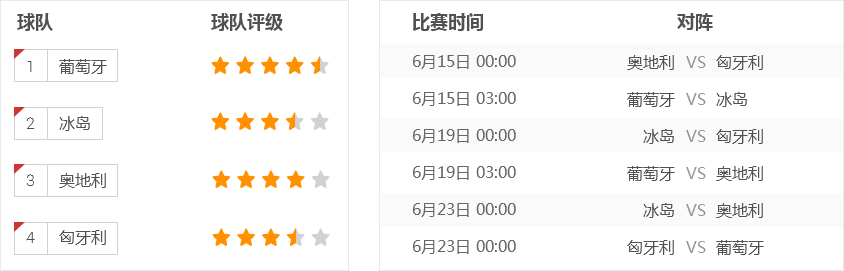 球队 球队评级
1 葡萄牙
2 冰岛
3 奥地利
4 匈牙利
比赛时间 对阵
6月15日 00:00 奥地利 VS 匈牙利
6月15日 03:00 葡萄牙 VS 冰岛
6月19日 00:00 冰岛 VS 匈牙利
6月19日 03:00 葡萄牙 VS 奥地利
6月23日 00:00 冰岛 VS 奥地利
6月23日 00:00 匈牙利 VS 葡萄牙